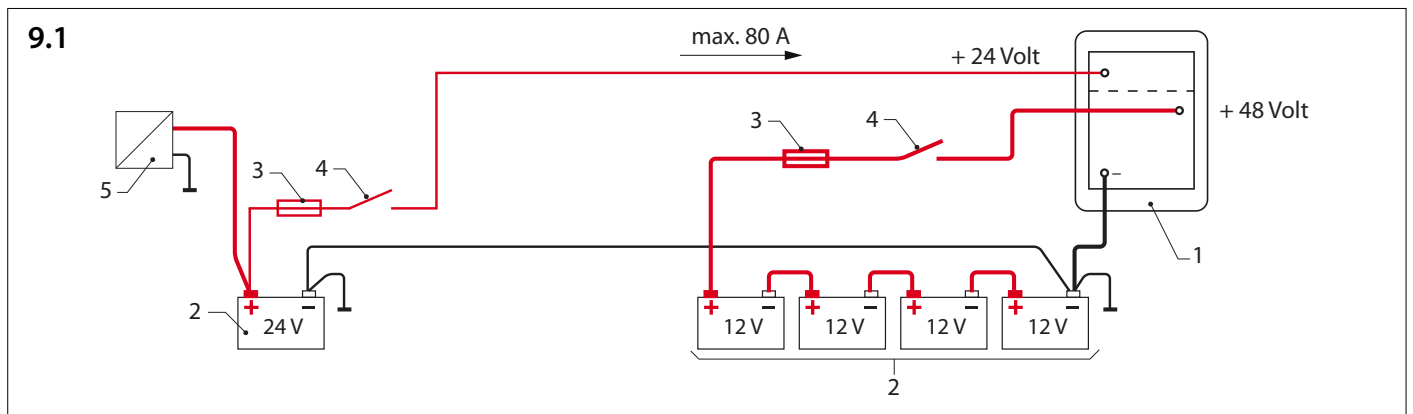 9.1
max. 80 A
+ 24 Volt
+ 48 Volt
3
4
–
5
3
4
1
+ –
+ –
+ –
+ –
+ –
2
24 V
12 V
12 V
12 V
12 V
2